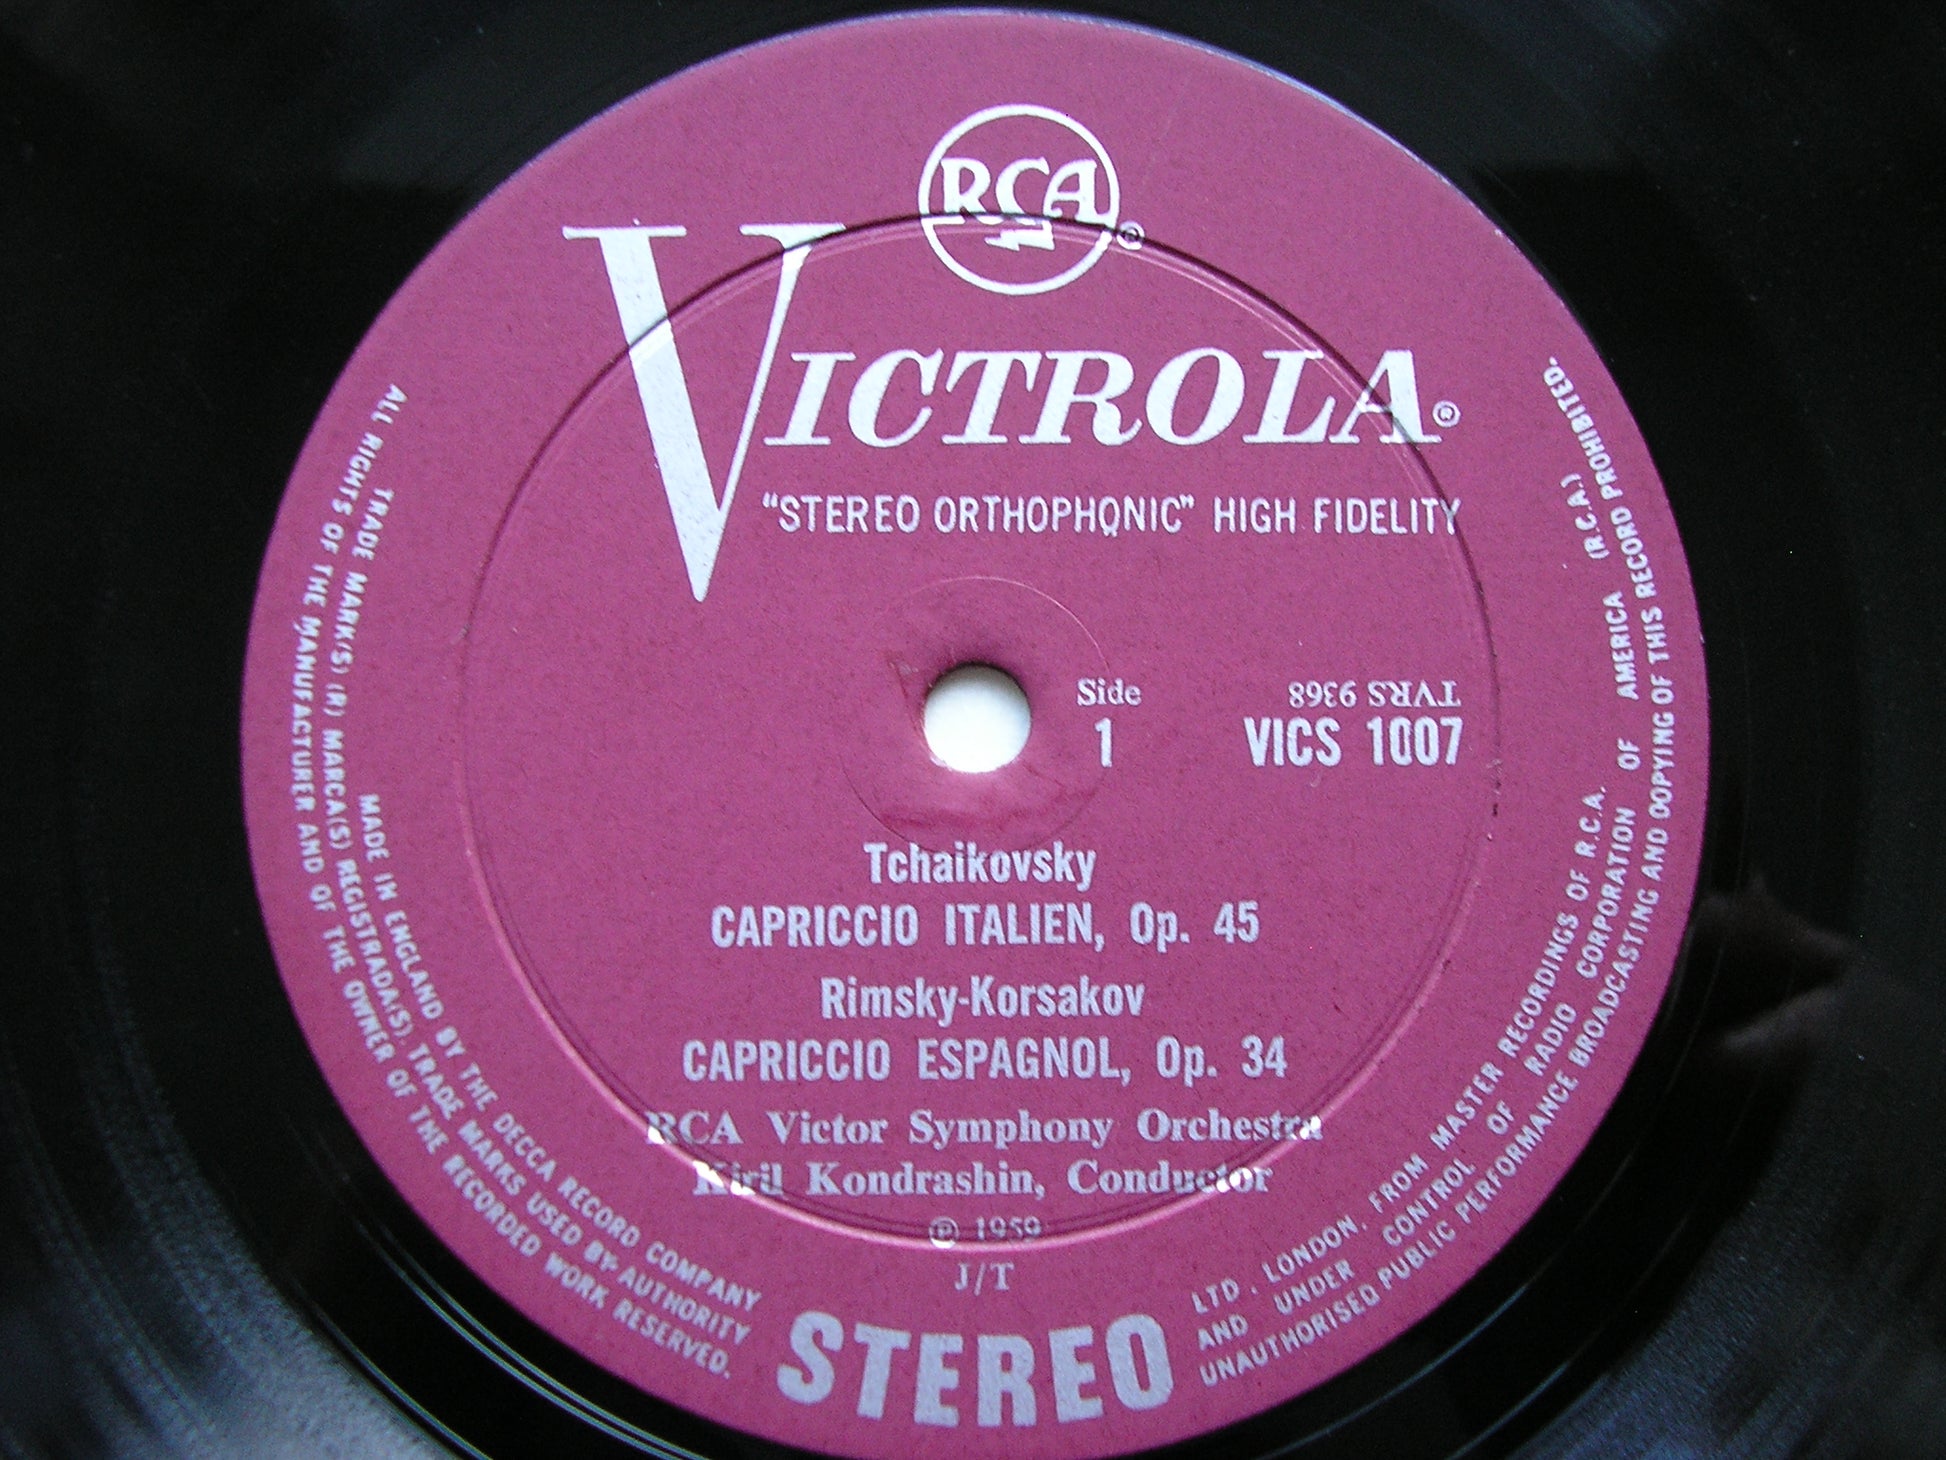 RCA ®
VICTROLA®
"STEREO ORTHOPHONIC" HIGH FIDELITY
Side
1
TVRS 9368
VICS 1007
Tchaikovsky
CAPRICCIO ITALIEN, Op. 45
Rimsky-Korsakov
CAPRICCIO ESPAGNOL, Op. 34
RCA Victor Symphony Orchestra
Kiril Kondrashin, Conductor
℗ 1959
J/T
STEREO
MADE IN ENGLAND BY THE DECCA RECORD COMPANY LTD., LONDON, FROM MASTER RECORDINGS OF R.C.A.
TRADE MARK(S) (R) MARCA(S) REGISTRADA(S). TRADE MARKS USED BY AUTHORITY AND UNDER CONTROL OF RADIO CORPORATION OF AMERICA (R.C.A.)
ALL RIGHTS OF THE MANUFACTURER AND OF THE OWNER OF THE RECORDED WORK RESERVED. UNAUTHORISED PUBLIC PERFORMANCE BROADCASTING AND COPYING OF THIS RECORD PROHIBITED.